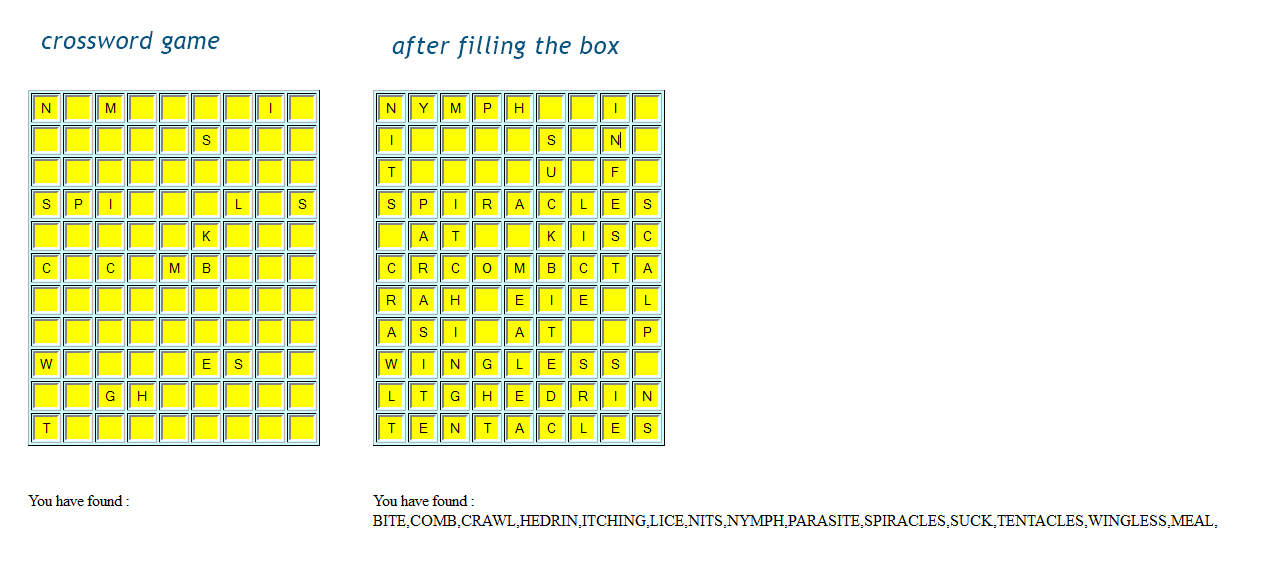 crossword game
N M I
S
S P I L S
K
C C M B
W E S
G H
T
You have found :
after filling the box
N Y M P H I
I S N
T U F
S P I R A C L E S
A T K I S C
C R C O M B C T A
R A H E I E L
A S I A T P
W I N G L E S S
L T G H E D R I N
T E N T A C L E S
You have found :
BITE,COMB,CRAWL,HEDRIN,ITCHING,LICE,NITS,NYMPH,PARASITE,SPIRACLES,SUCK,TENTACLES,WINGLESS,MEAL,